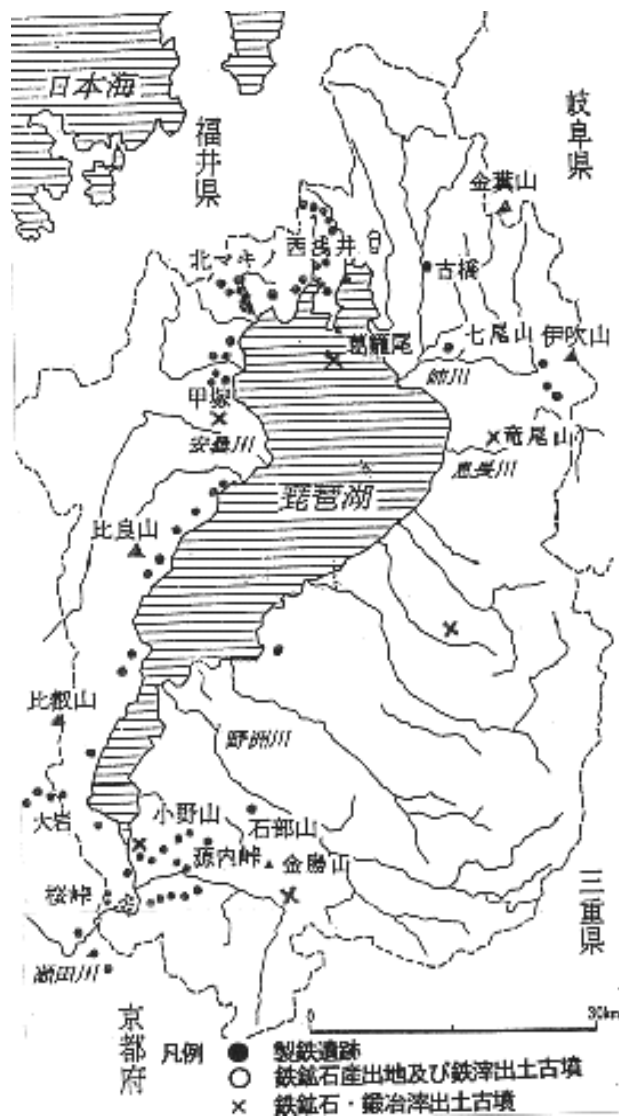 日本海
福井県
岐阜県
金糞山
北マキノ
西浅井
古橋
葛籠尾
七尾山
伊吹山
姉川
甲塚
安曇川
竜尾山
琵琶湖
比良山
比叡山
野洲川
小野山
石部山
大岩
源内峠
金勝山
桜峠
三重県
瀬田川
京都府
0
30km
凡例
● 製鉄遺跡
○ 鉄鉱石産出地及び鉄滓出土古墳
× 鉄鉱石・鍛冶滓出土古墳